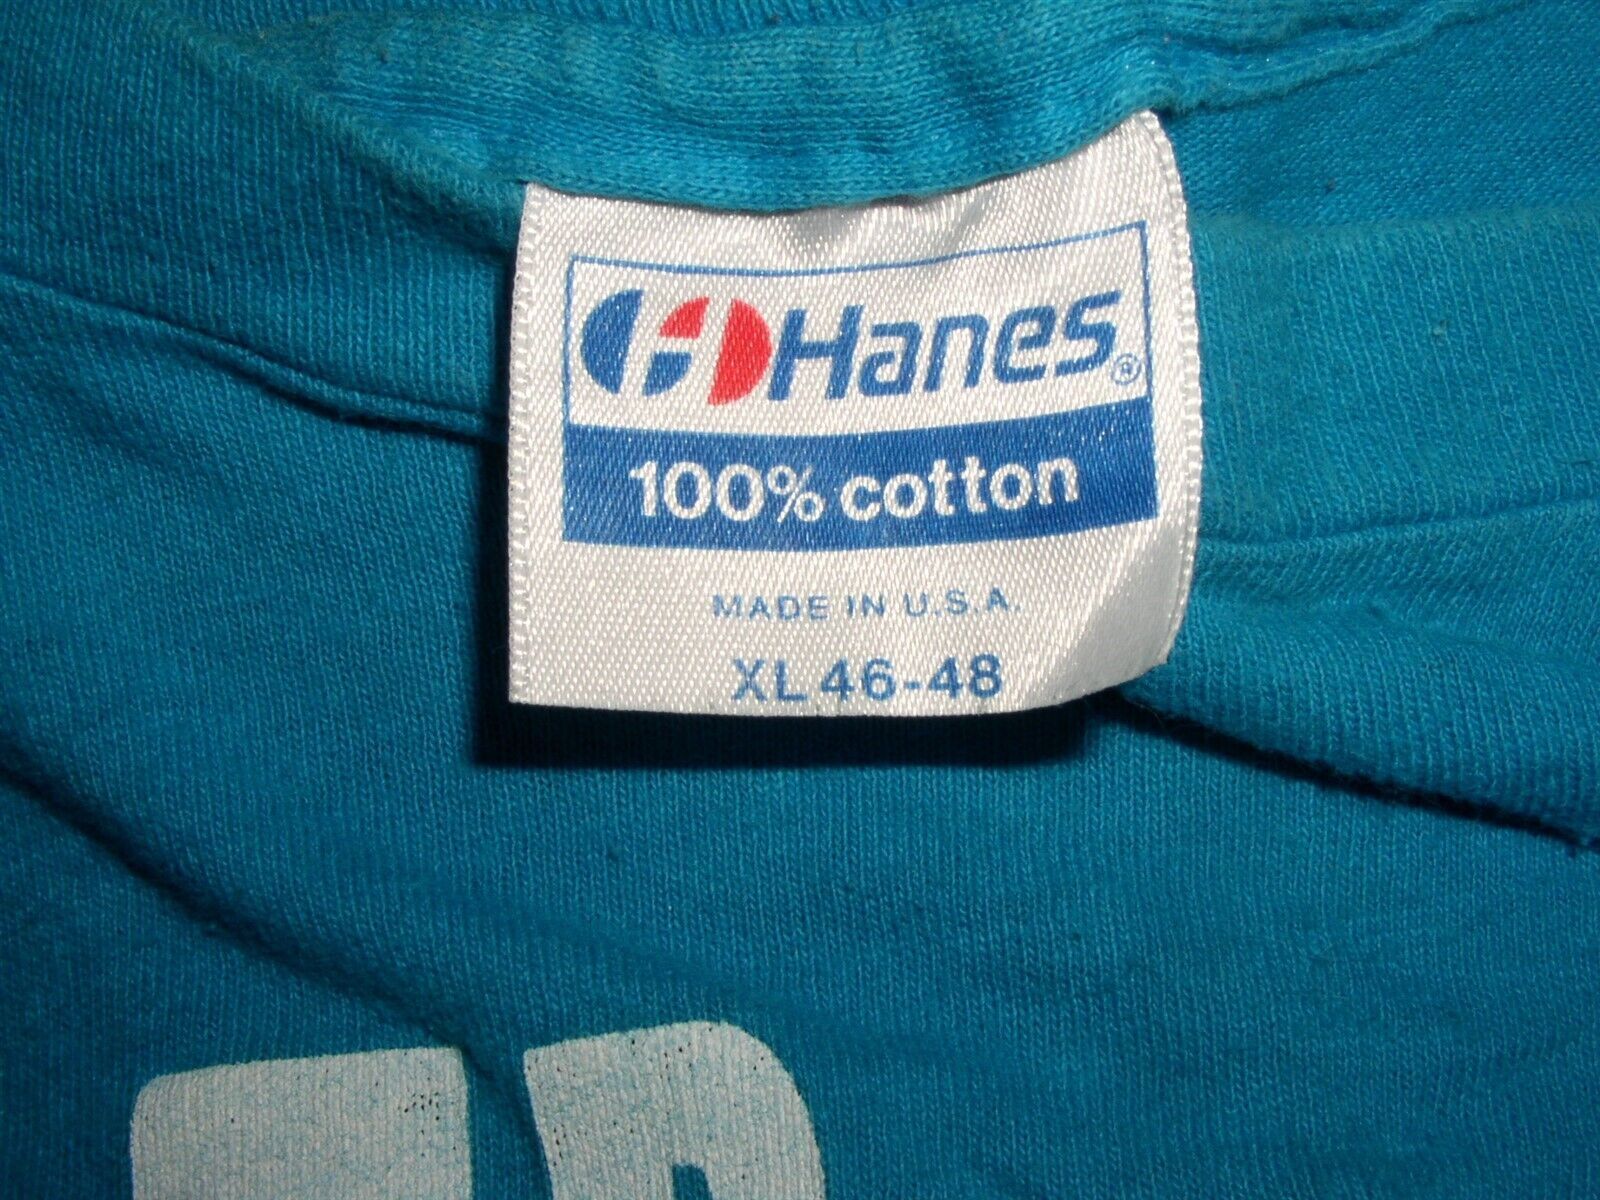 Hanes®
100% cotton
MADE IN U.S.A.
XL 46-48